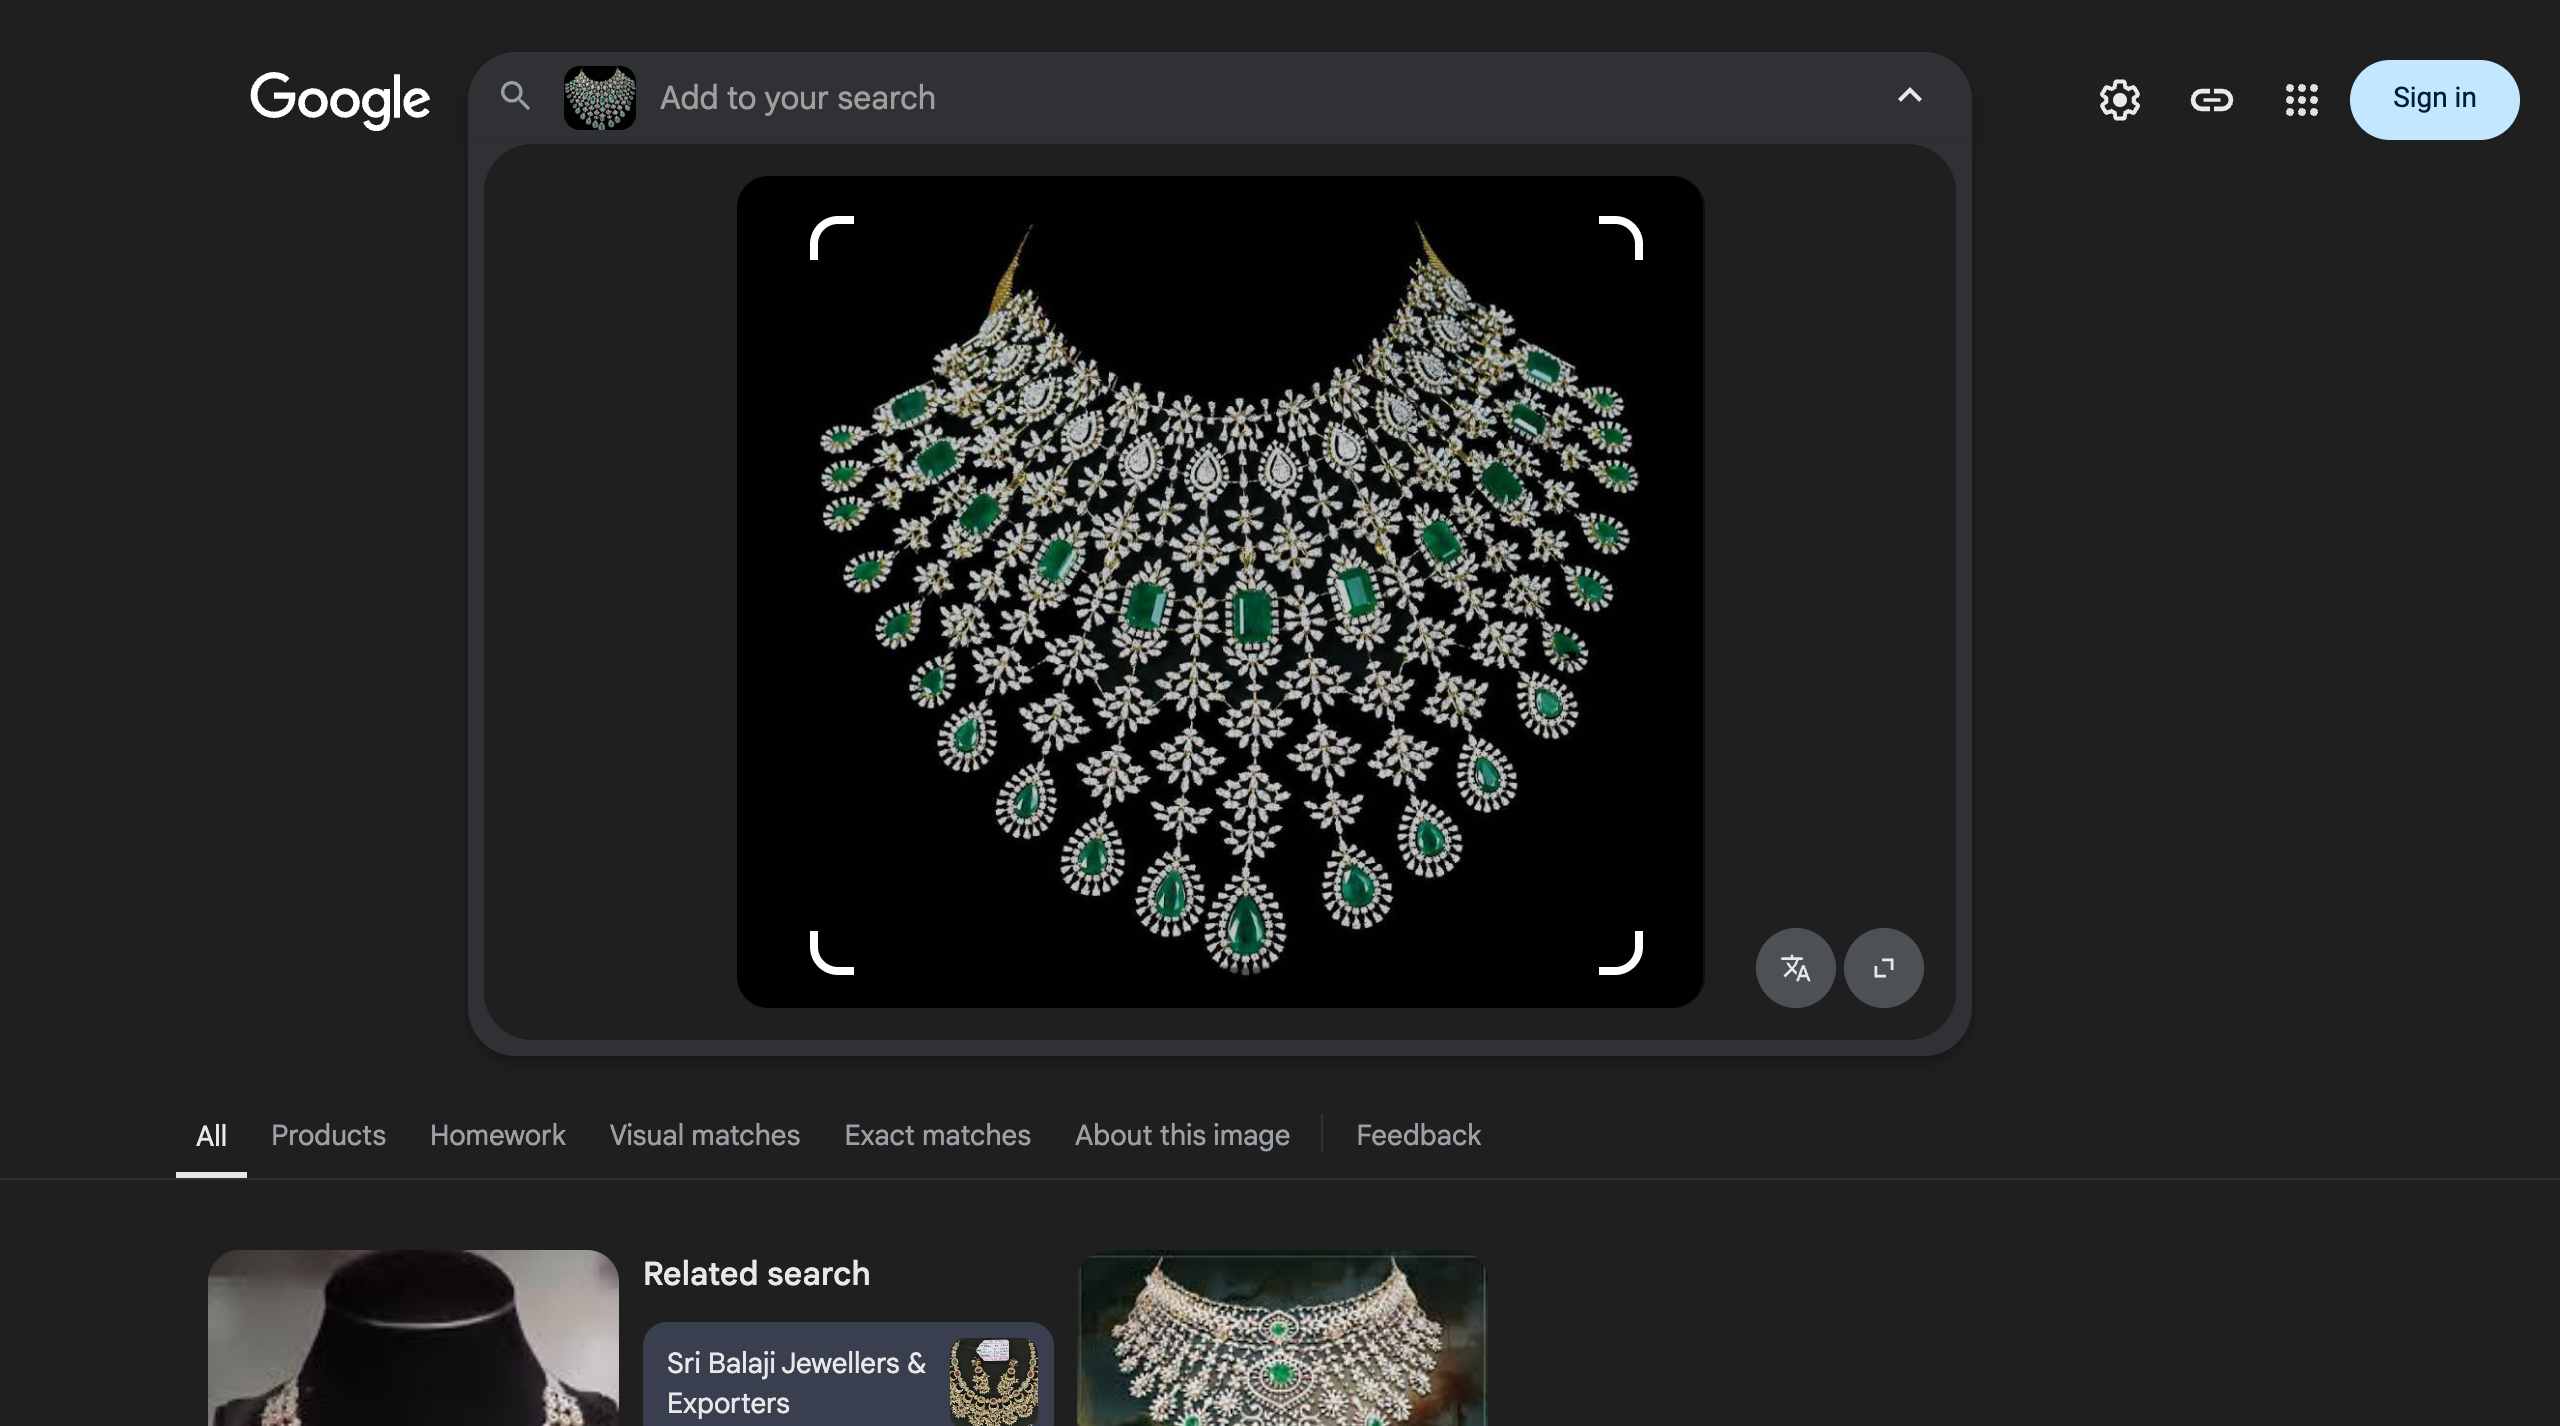 Google
Add to your search
Sign in
All
Products
Homework
Visual matches
Exact matches
About this image
Feedback
Related search
Sri Balaji Jewellers &
Exporters